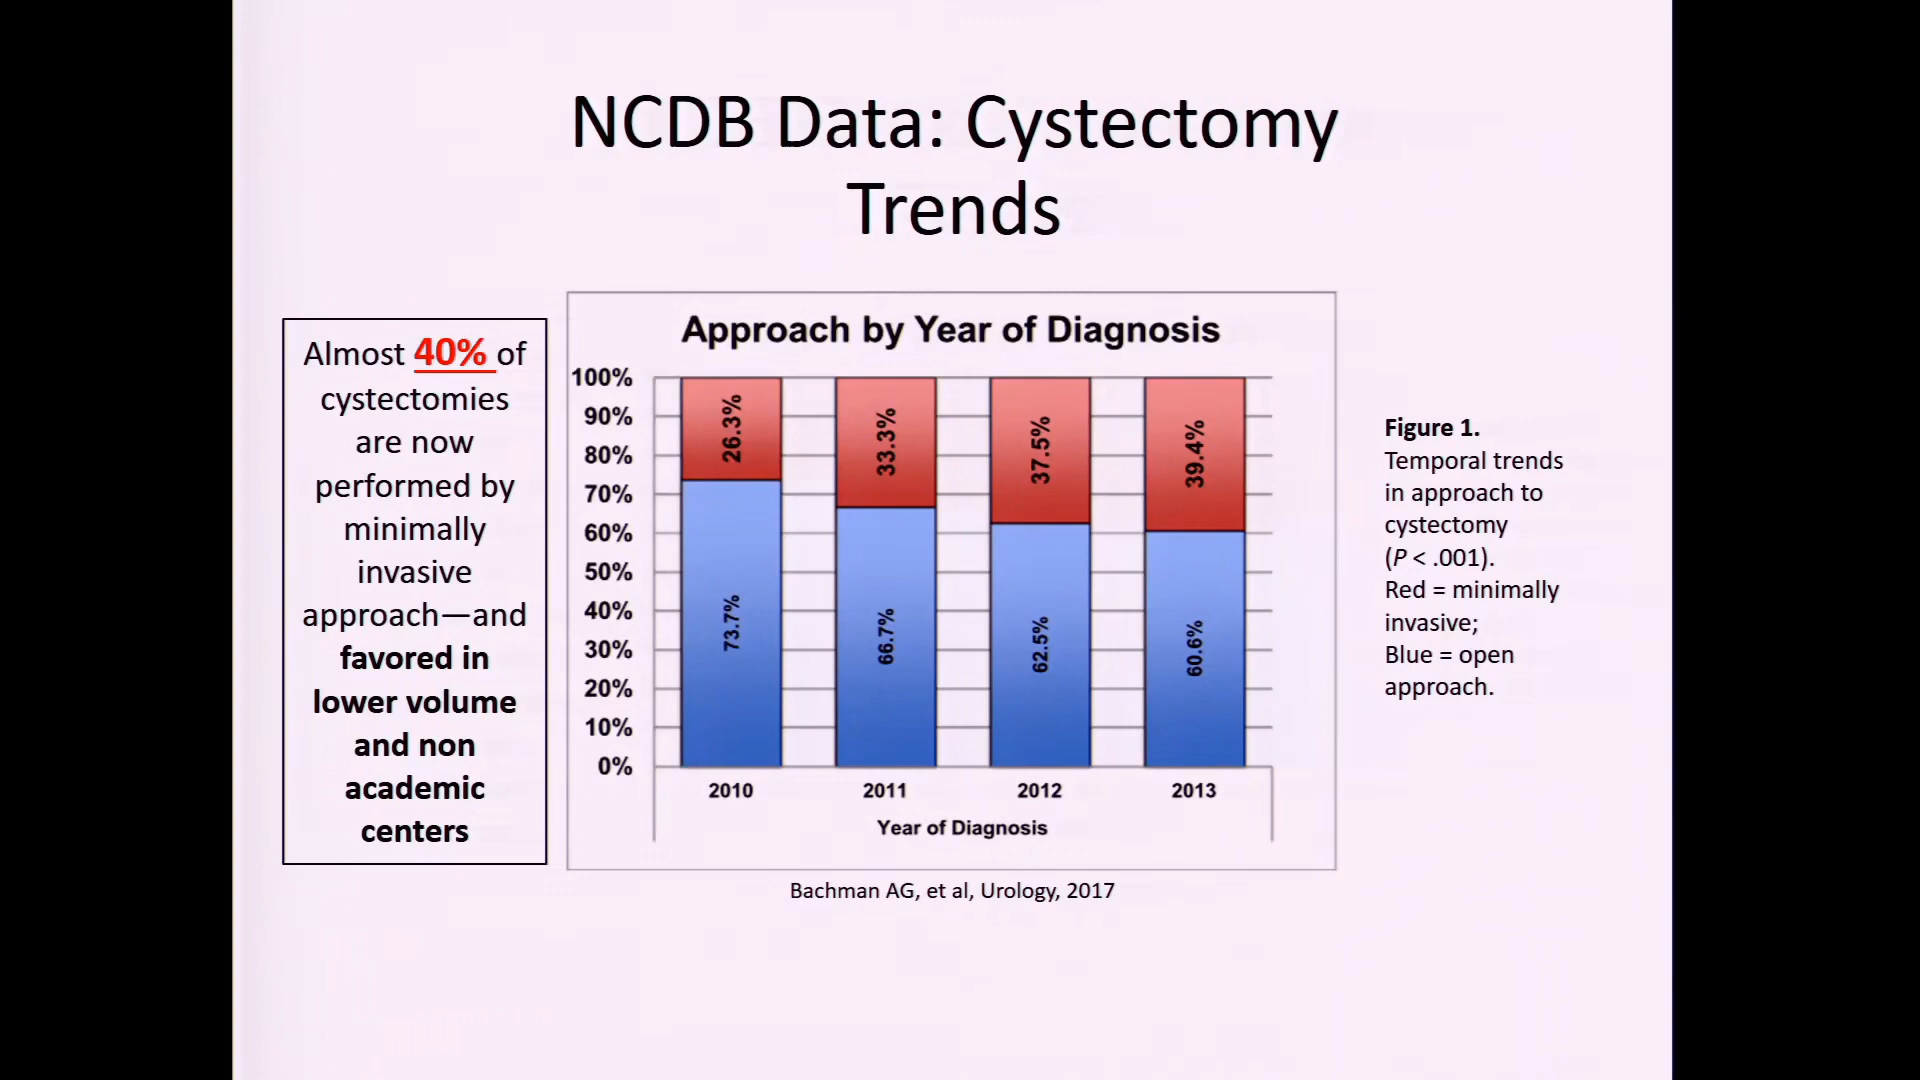 NCDB Data: Cystectomy
Trends
Almost 40% of
cystectomies
are now
performed by
minimally
invasive
approach—and
favored in
lower volume
and non
academic
centers
Approach by Year of Diagnosis
100%
90%
80%
70%
60%
50%
40%
30%
20%
10%
0%
26.3%
33.3%
37.5%
39.4%
73.7%
66.7%
62.5%
60.6%
2010
2011
2012
2013
Year of Diagnosis
Figure 1.
Temporal trends
in approach to
cystectomy
(P < .001).
Red = minimally
invasive;
Blue = open
approach.
Bachman AG, et al, Urology, 2017